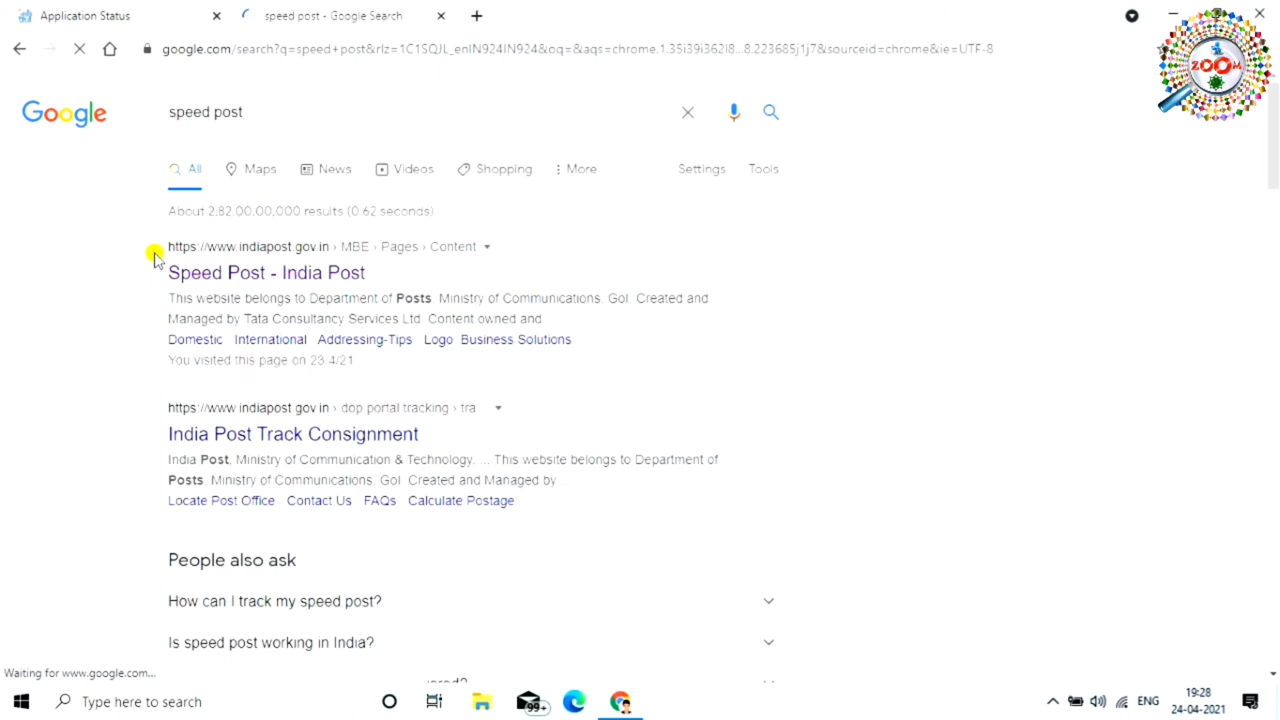 Application Status
speed post - Google Search
google.com/search?q=speed+post&rlz=1C1SQJL_enIN924IN924&oq=&aqs=chrome.1.35i39i362l8...8.223685j1j7&sourceid=chrome&ie=UTF-8
ZOOM
Google
speed post
All Maps News Videos Shopping More Settings Tools
About 2,82,00,00,000 results (0.62 seconds)
https://www.indiapost.gov.in › MBE › Pages › Content
Speed Post - India Post
This website belongs to Department of Posts, Ministry of Communications, GoI. Created and
Managed by Tata Consultancy Services Ltd. Content owned and
Domestic International Addressing-Tips Logo Business Solutions
You visited this page on 23/4/21
https://www.indiapost.gov.in › dop portal tracking › tra
India Post Track Consignment
India Post, Ministry of Communication & Technology. ... This website belongs to Department of
Posts, Ministry of Communications, GoI. Created and Managed by ...
Locate Post Office Contact Us FAQs Calculate Postage
People also ask
How can I track my speed post?
Is speed post working in India?
Waiting for www.google.com...
Type here to search
99+
ENG
19:28
24-04-2021